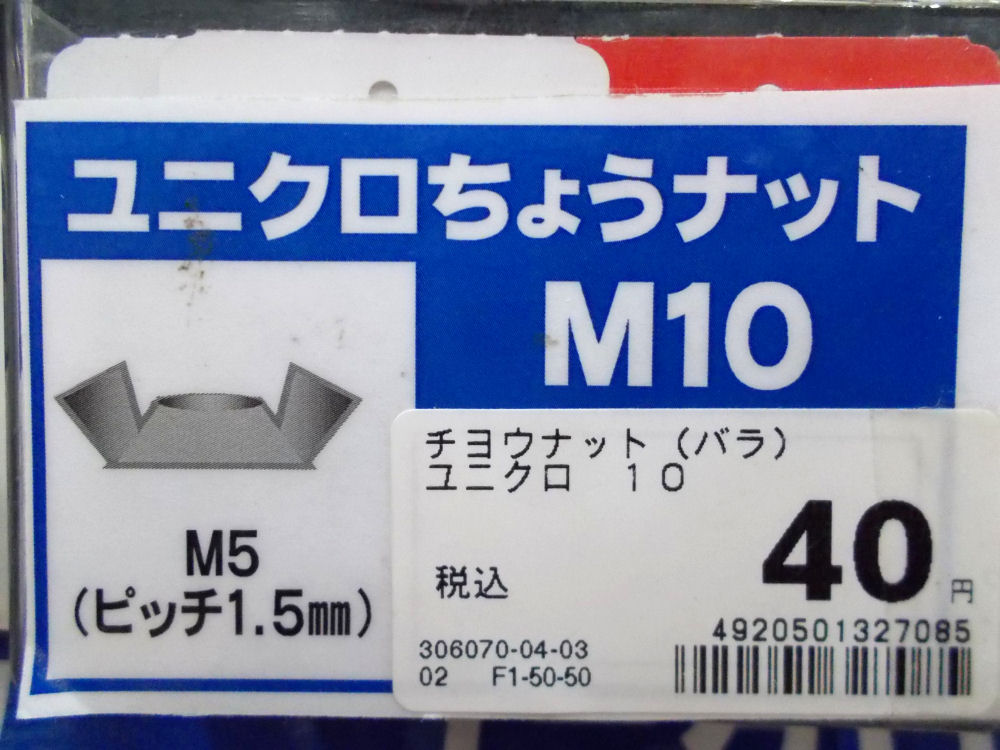 ユニクロちょうナット
M10
M5
(ピッチ1.5㎜)
チヨウナット(バラ)
ユニクロ 10
税込
40円
4920501327085
306070-04-03
02 F1-50-50